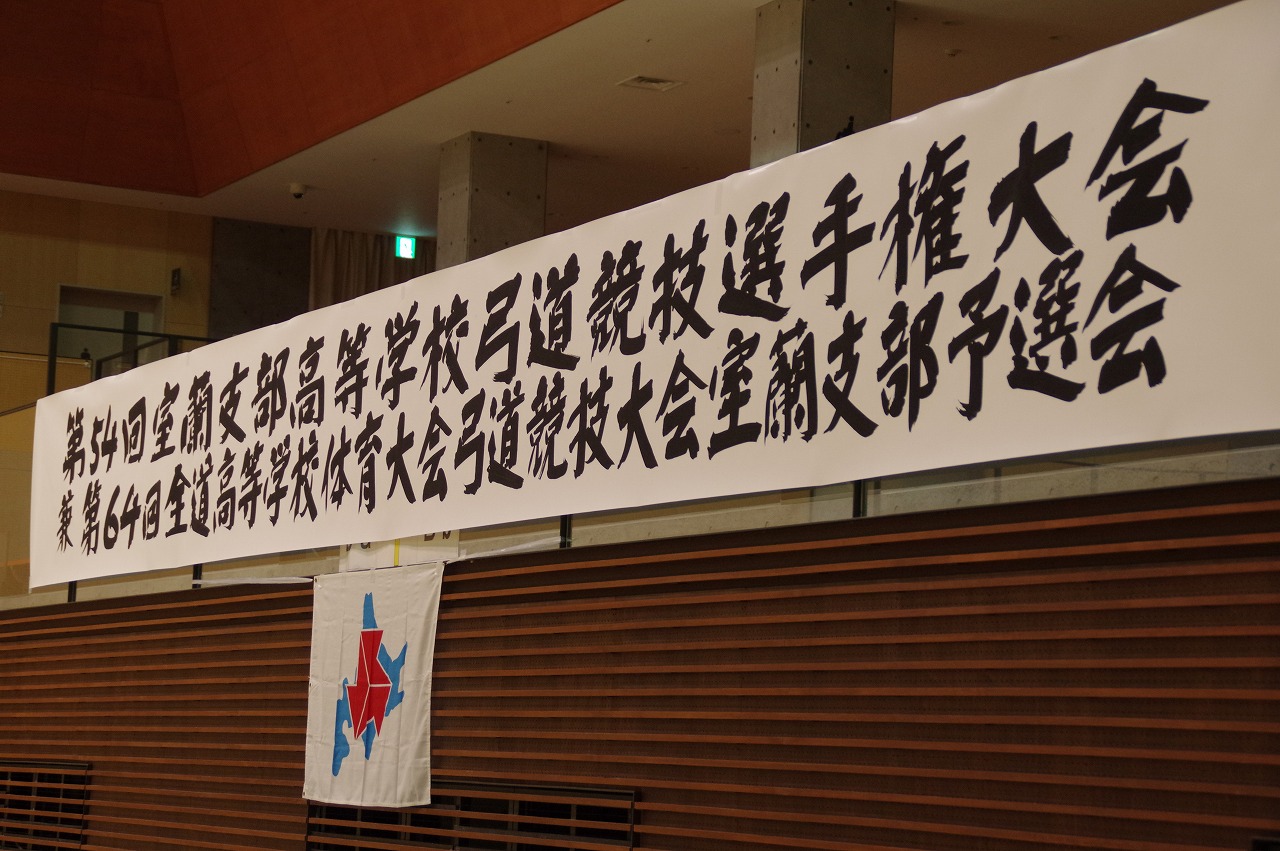 第54回室蘭支部高等学校弓道競技選手権大会
兼 第64回全道高等学校体育大会弓道競技大会室蘭支部予選会